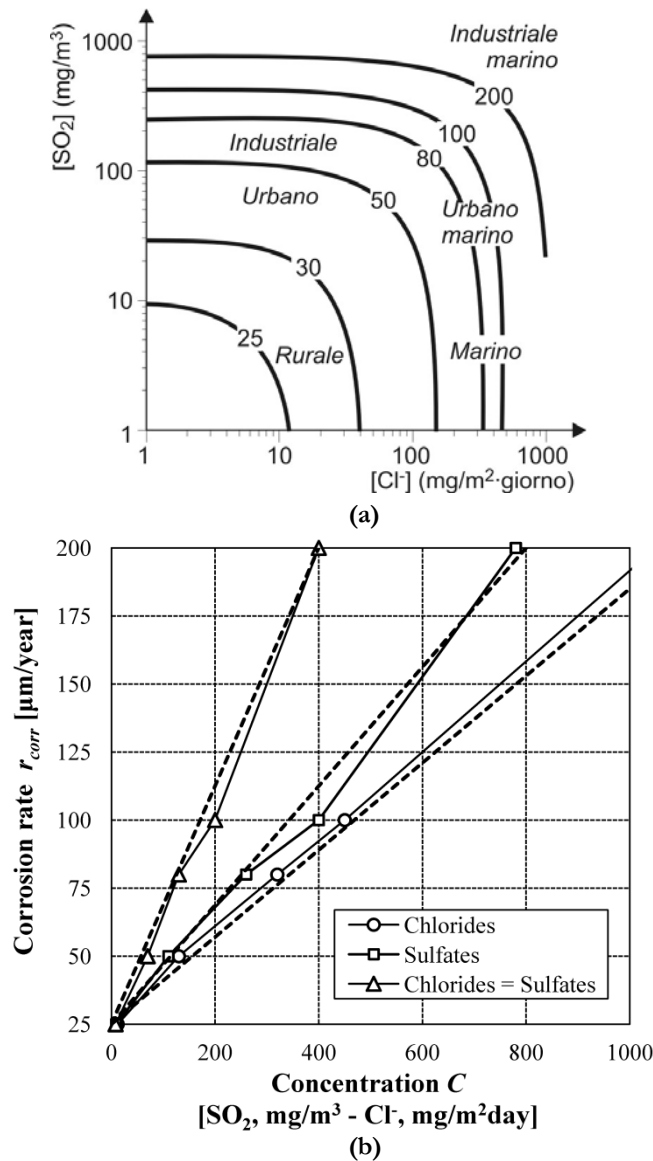 [SO₂] (mg/m³)
1000
100
10
1
Industriale
marino
200
100
Industriale
80
Urbano
50
Urbano
marino
30
25
Rurale
Marino
1
10
100
1000
[Cl⁻] (mg/m²·giorno)
(a)
Corrosion rate r_corr [µm/year]
200
175
150
125
100
75
50
25
Chlorides
Sulfates
Chlorides = Sulfates
0
200
400
600
800
1000
Concentration C
[SO₂, mg/m³ - Cl⁻, mg/m²day]
(b)